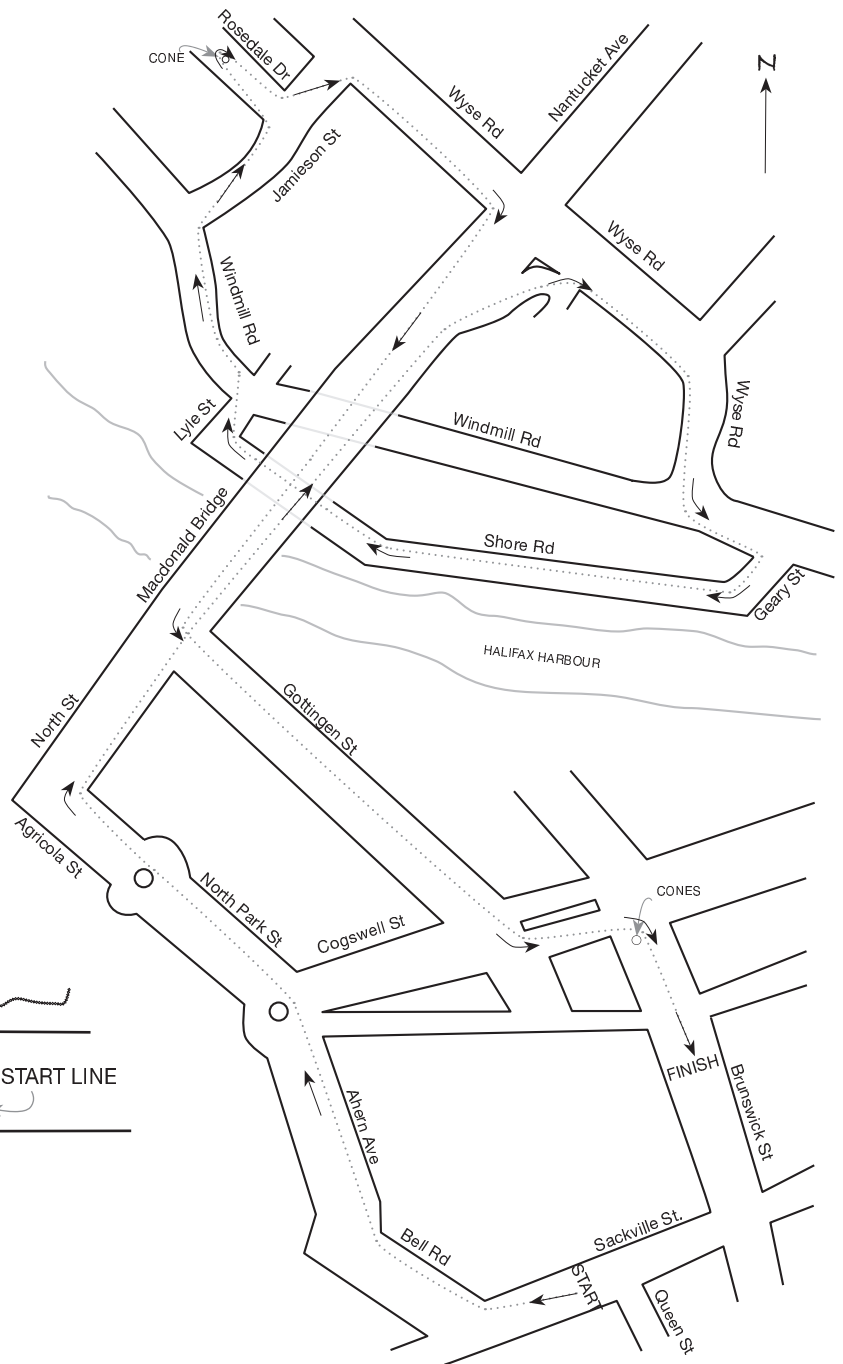 Rosedale Dr
CONE
Wyse Rd
Nantucket Ave
N
Jamieson St
Wyse Rd
Windmill Rd
Lyle St
Windmill Rd
Wyse Rd
Macdonald Bridge
Shore Rd
Geary St
HALIFAX HARBOUR
North St
Gottingen St
Agricola St
North Park St
Cogswell St
CONES
START LINE
FINISH
Brunswick St
Ahern Ave
Bell Rd
Sackville St.
START
Queen St